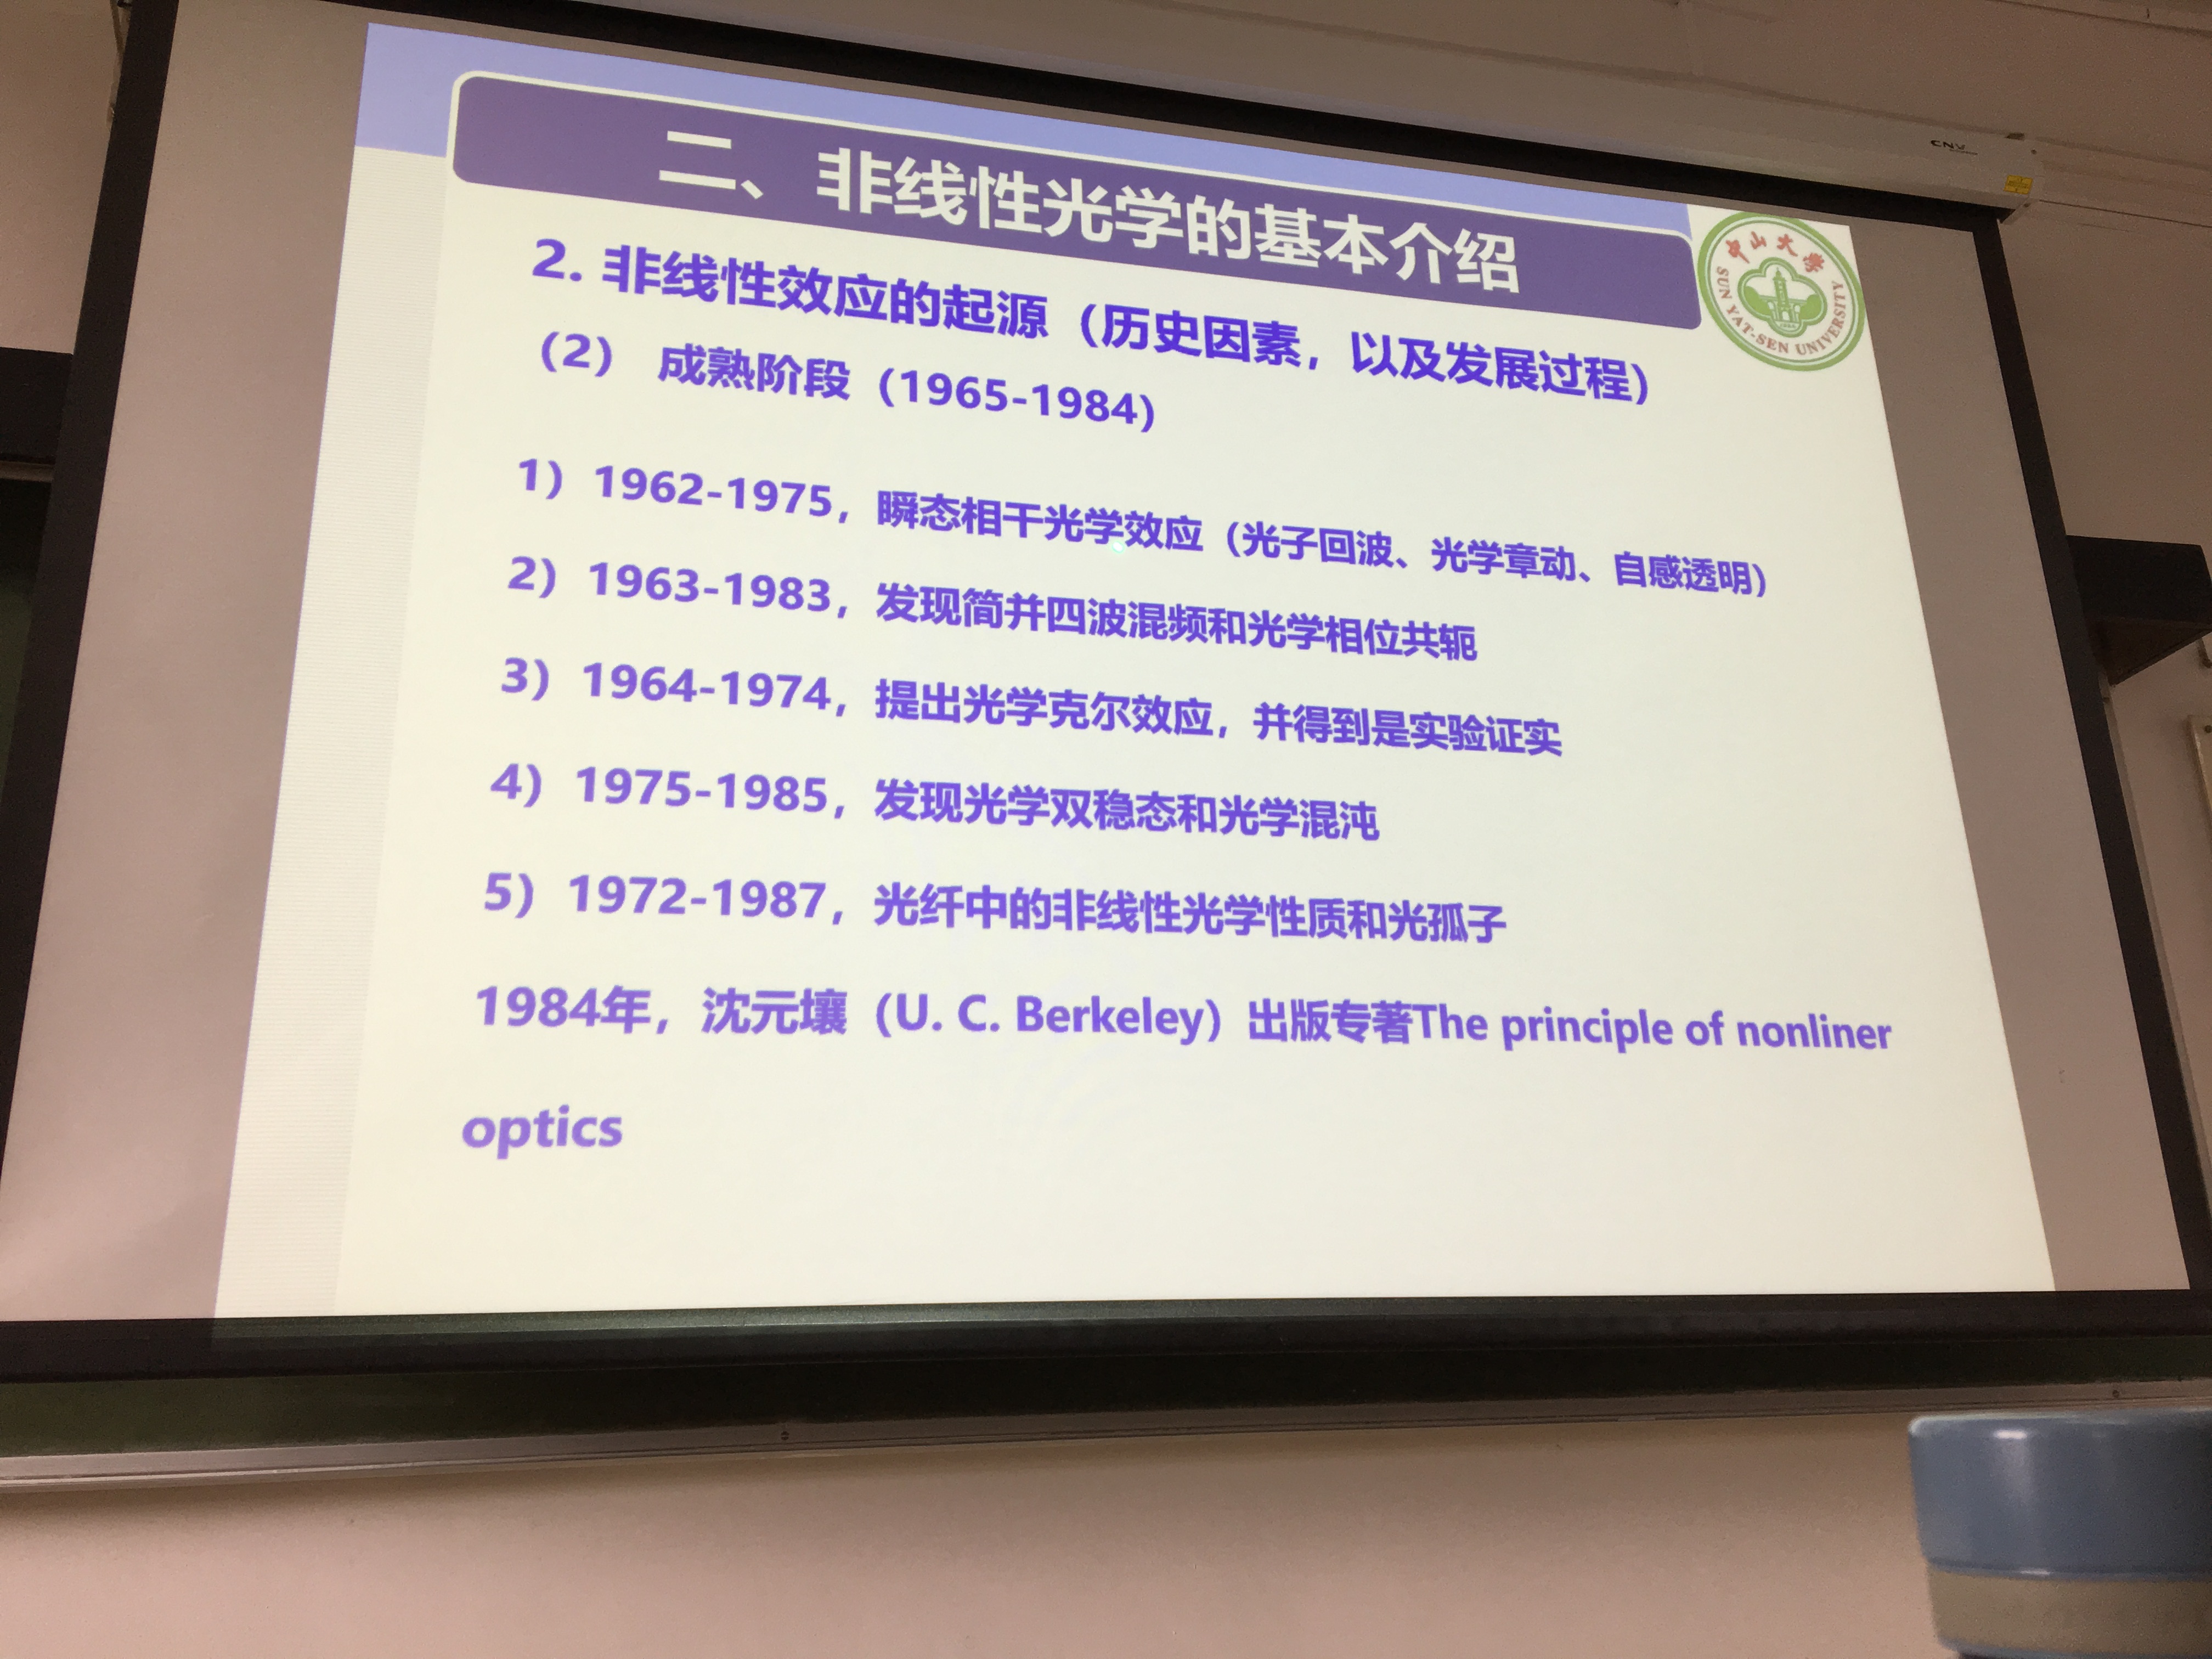 二、非线性光学的基本介绍
中山大学
SUN YAT-SEN UNIVERSITY
2. 非线性效应的起源（历史因素，以及发展过程）
（2） 成熟阶段（1965-1984）
1）1962-1975，瞬态相干光学效应（光子回波、光学章动、自感透明）
2）1963-1983，发现简并四波混频和光学相位共轭
3）1964-1974，提出光学克尔效应，并得到是实验证实
4）1975-1985，发现光学双稳态和光学混沌
5）1972-1987，光纤中的非线性光学性质和光孤子
1984年，沈元壤（U. C. Berkeley）出版专著The principle of nonliner
optics